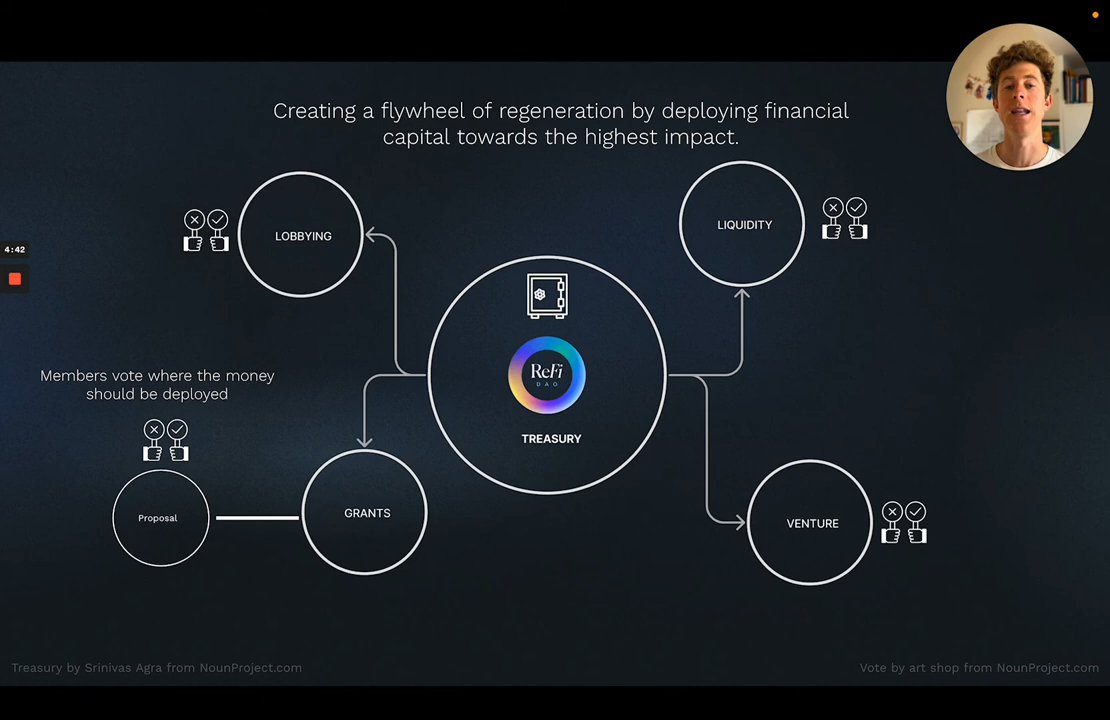 Creating a flywheel of regeneration by deploying financial
capital towards the highest impact.
LOBBYING
LIQUIDITY
4:42
ReFi
DAO
TREASURY
Members vote where the money
should be deployed
Proposal
GRANTS
VENTURE
Treasury by Srinivas Agra from NounProject.com
Vote by art shop from NounProject.com